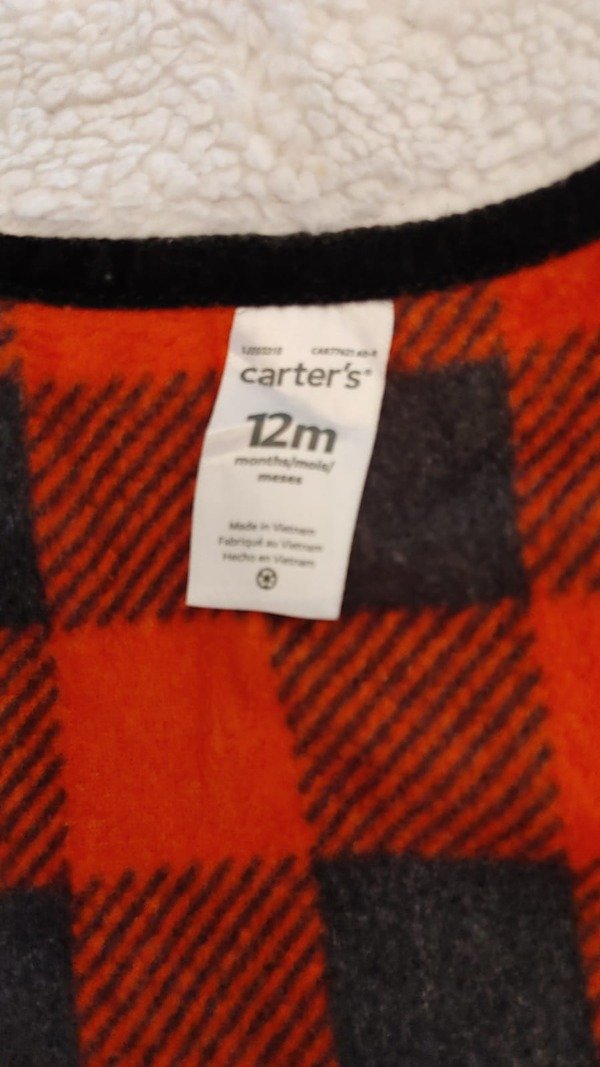 carter's®
12m
months/mois/
meses
Made in Vietnam
Fabriqué au Vietnam
Hecho en Vietnam